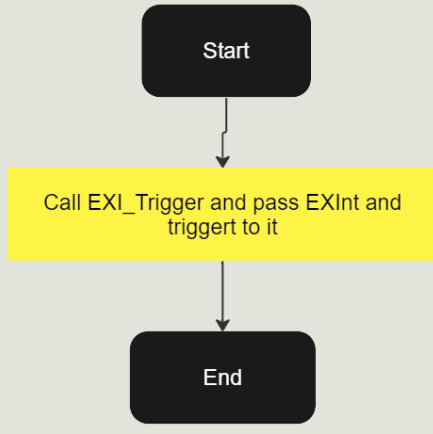 Start
Call EXI_Trigger and pass EXInt and
triggert to it
End